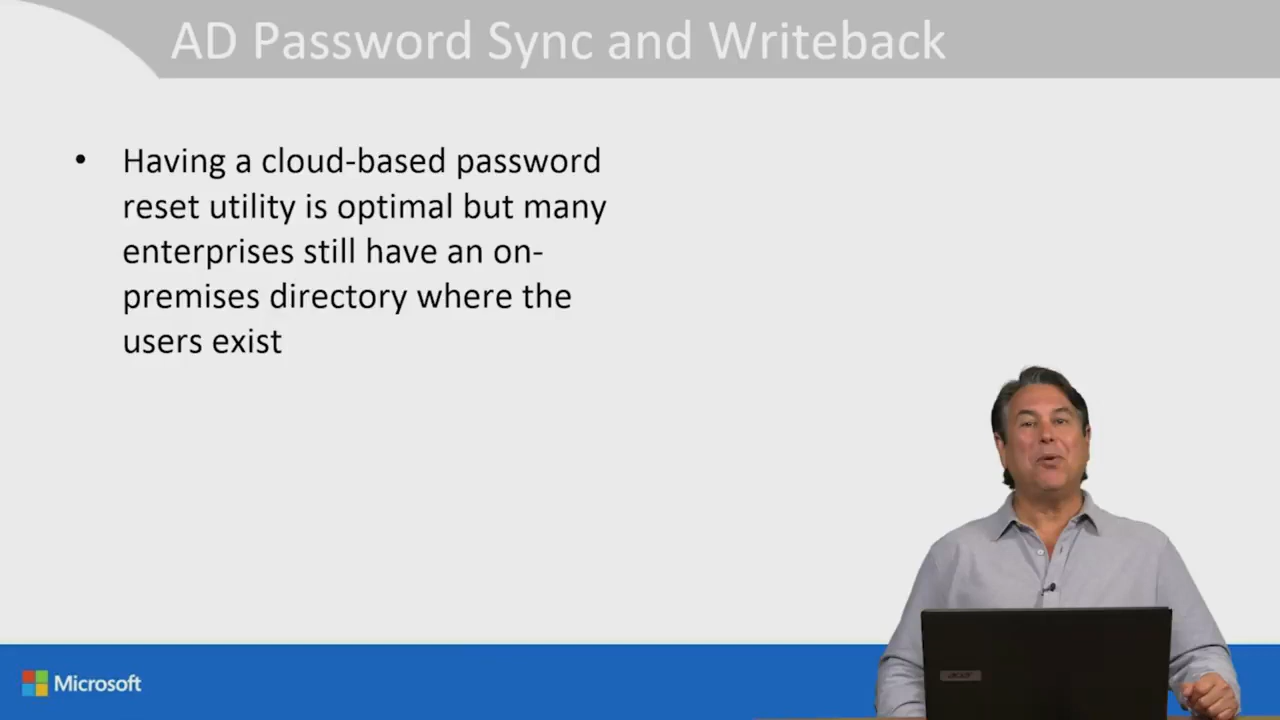 AD Password Sync and Writeback
• Having a cloud-based password
reset utility is optimal but many
enterprises still have an on-
premises directory where the
users exist
acer
Microsoft